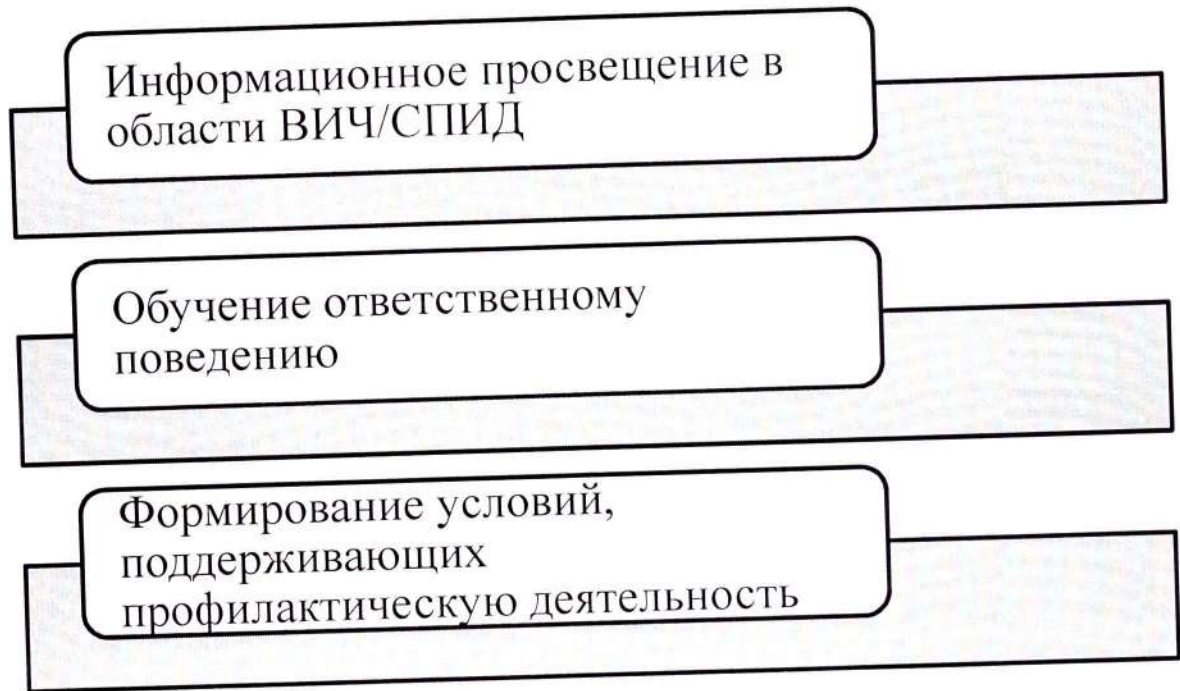 Информационное просвещение в
области ВИЧ/СПИД
Обучение ответственному
поведению
Формирование условий,
поддерживающих
профилактическую деятельность